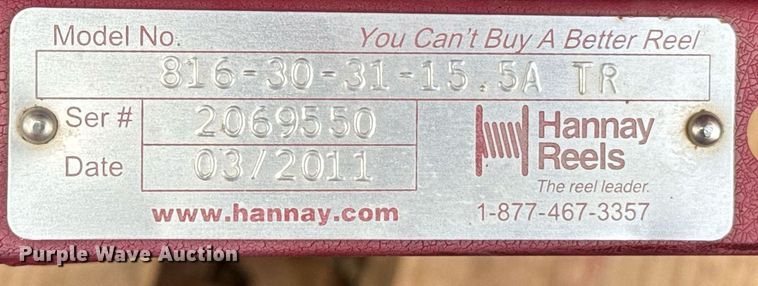 Model No. You Can't Buy A Better Reel
816-30-31-15.5A TR
Ser # 2069550
Date 03/2011
Hannay
Reels
The reel leader.
www.hannay.com 1-877-467-3357
Purple Wave Auction